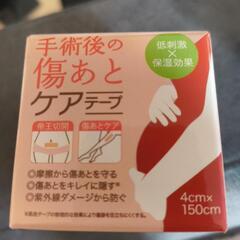 手術後の
傷あと
ケアテープ
低刺激
×
保湿効果
帝王切開
傷あとケア
◎摩擦から傷あとを守る
◎傷あとをキレイに隠す※
◎紫外線ダメージから防ぐ
4cm×
150cm